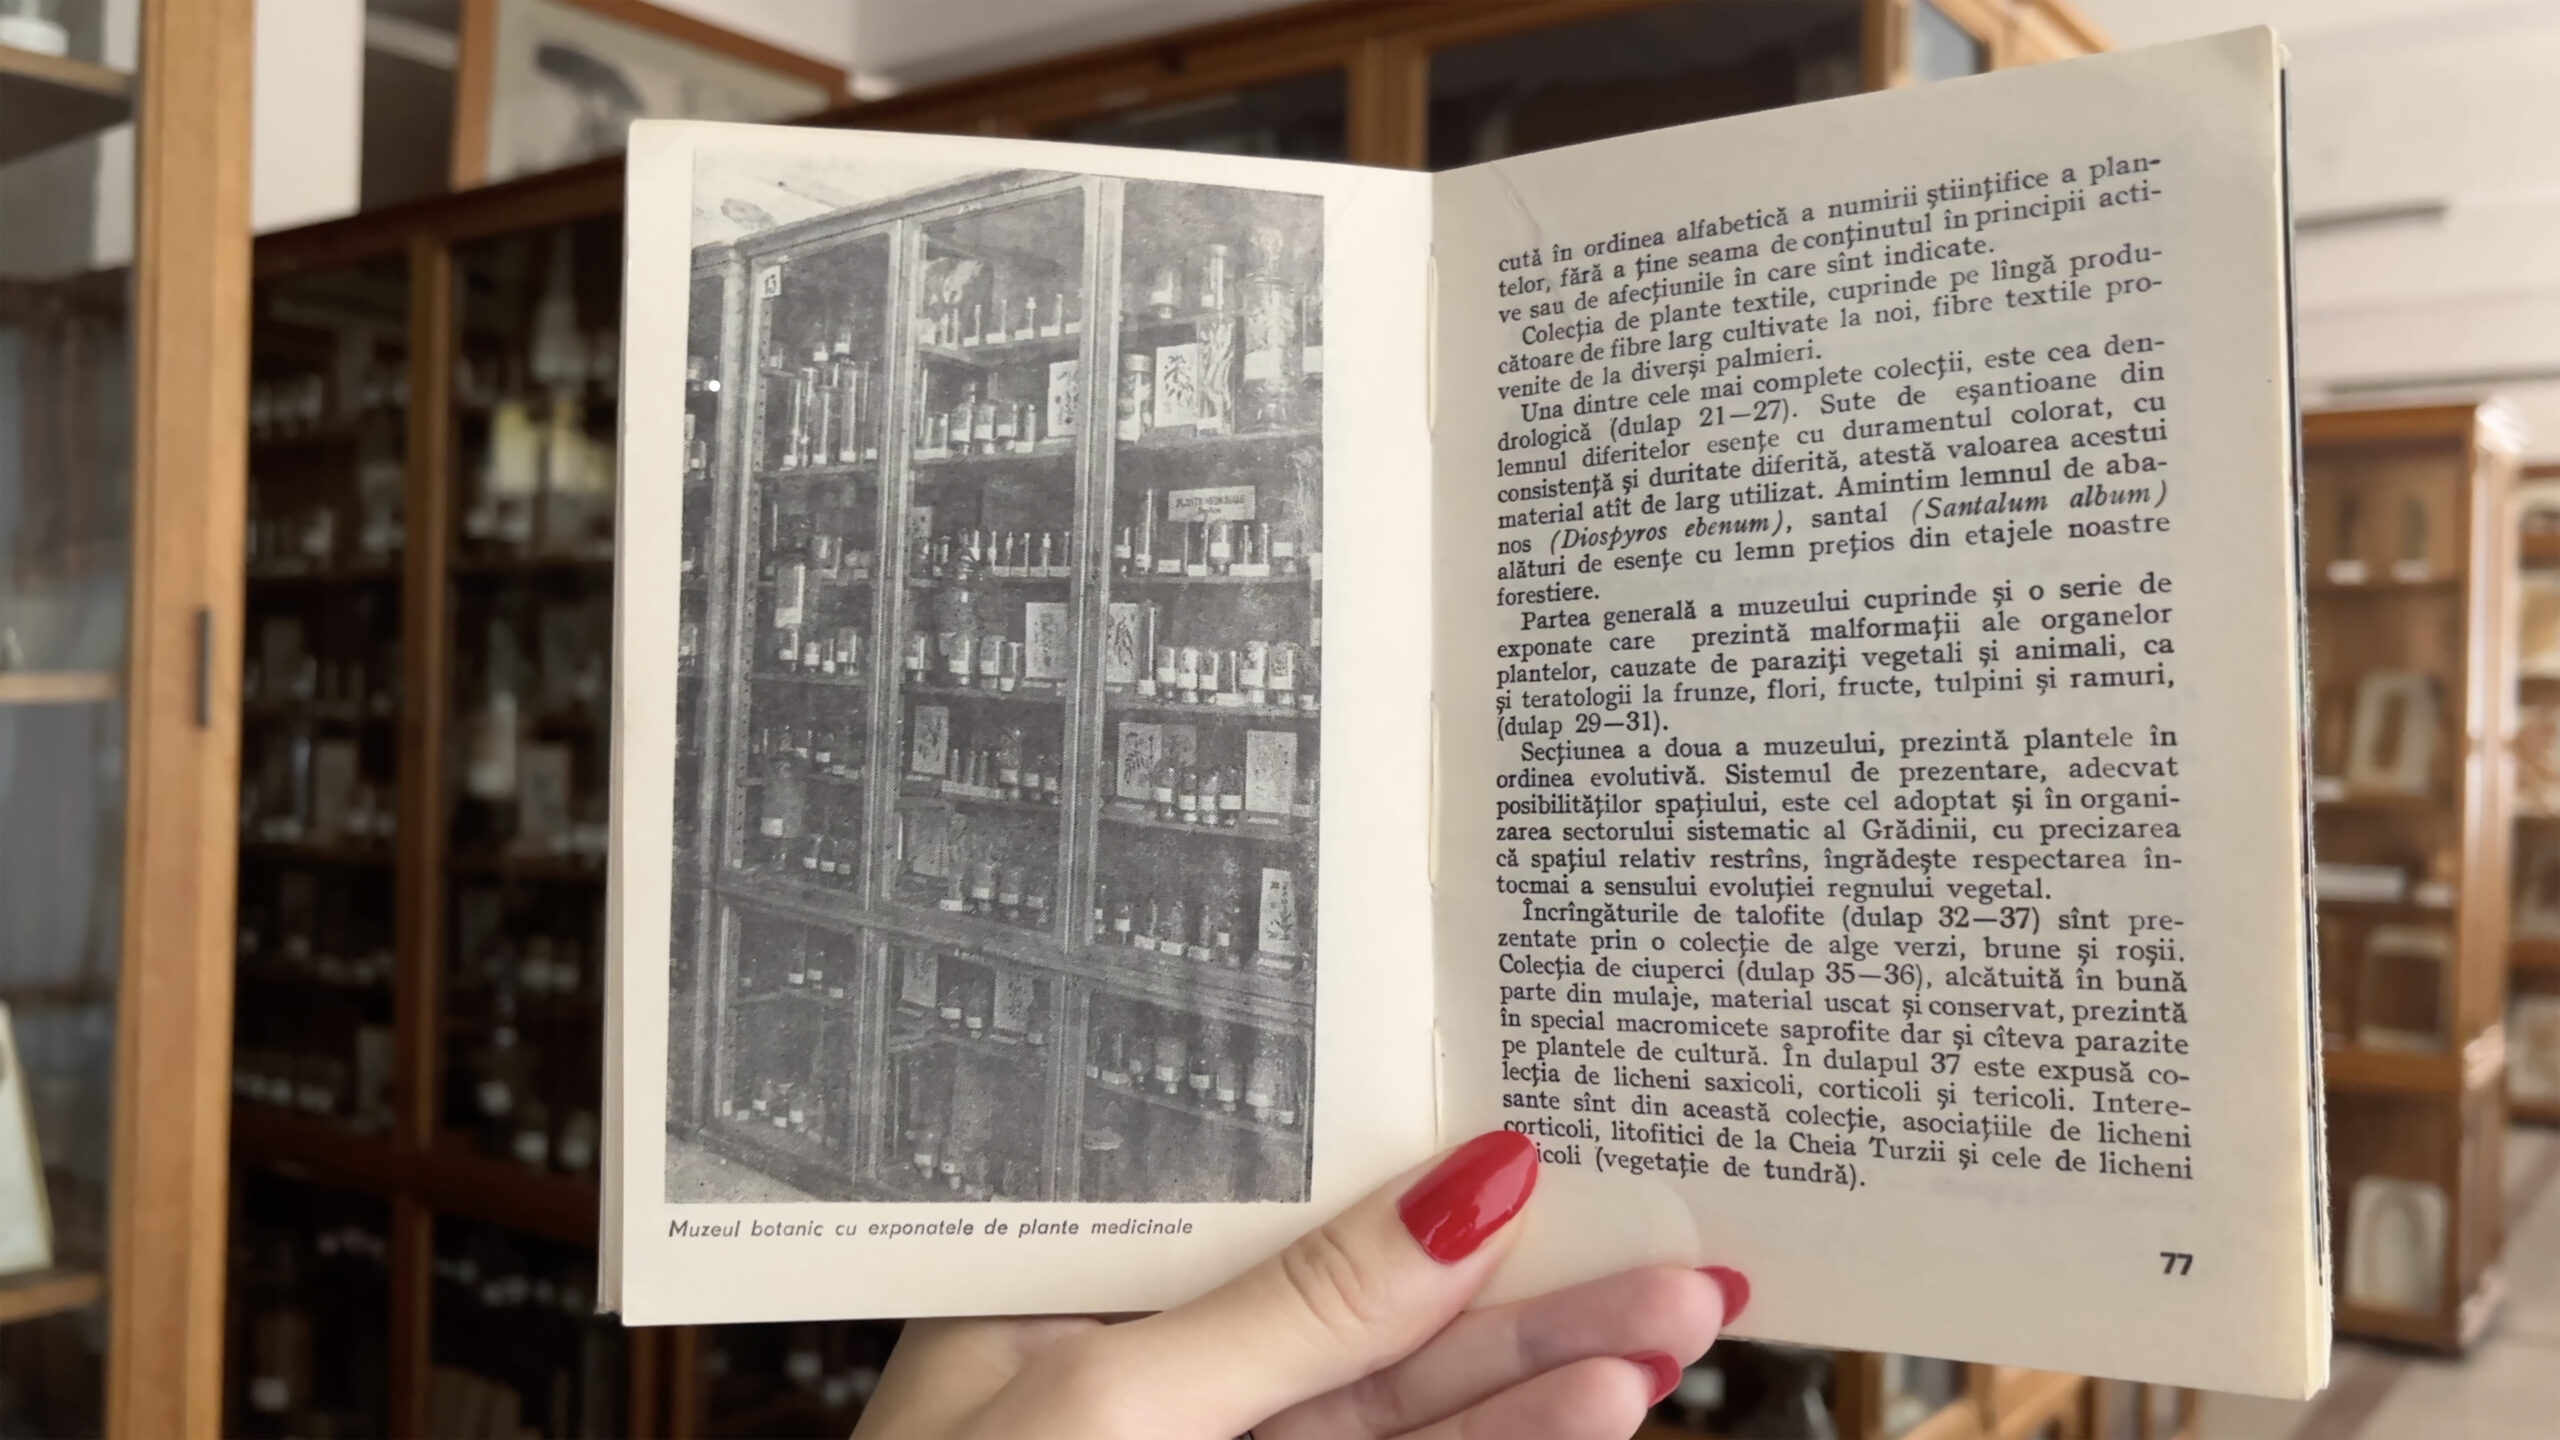 13
PLANTE MEDICINALE
Muzeul botanic cu exponatele de plante medicinale
cută în ordinea alfabetică a numirii ştiinţifice a plan-
telor, fără a ţine seama de conţinutul în principii acti-
ve sau de afecţiunile în care sînt indicate.
Colecţia de plante textile, cuprinde pe lîngă produ-
cătoare de fibre larg cultivate la noi, fibre textile pro-
venite de la diverşi palmieri.
Una dintre cele mai complete colecţii, este cea den-
drologică (dulap 21—27). Sute de eşantioane din
lemnul diferitelor esenţe cu duramentul colorat, cu
consistenţă şi duritate diferită, atestă valoarea acestui
material atît de larg utilizat. Amintim lemnul de aba-
nos (Diospyros ebenum), santal (Santalum album)
alături de esenţe cu lemn preţios din etajele noastre
forestiere.
Partea generală a muzeului cuprinde şi o serie de
exponate care prezintă malformaţii ale organelor
plantelor, cauzate de paraziţi vegetali şi animali, ca
şi teratologii la frunze, flori, fructe, tulpini şi ramuri,
(dulap 29—31).
Secţiunea a doua a muzeului, prezintă plantele în
ordinea evolutivă. Sistemul de prezentare, adecvat
posibilităţilor spaţiului, este cel adoptat şi în organi-
zarea sectorului sistematic al Grădinii, cu precizarea
că spaţiul relativ restrîns, îngrădeşte respectarea în-
tocmai a sensului evoluţiei regnului vegetal.
Încrîngăturile de talofite (dulap 32—37) sînt pre-
zentate prin o colecţie de alge verzi, brune şi roşii.
Colecţia de ciuperci (dulap 35—36), alcătuită în bună
parte din mulaje, material uscat şi conservat, prezintă
în special macromicete saprofite dar şi cîteva parazite
pe plantele de cultură. În dulapul 37 este expusă co-
lecţia de licheni saxicoli, corticoli şi tericoli. Intere-
sante sînt din această colecţie, asociaţiile de licheni
corticoli, litofitici de la Cheia Turzii şi cele de licheni
(vegetaţie de tundră).
77